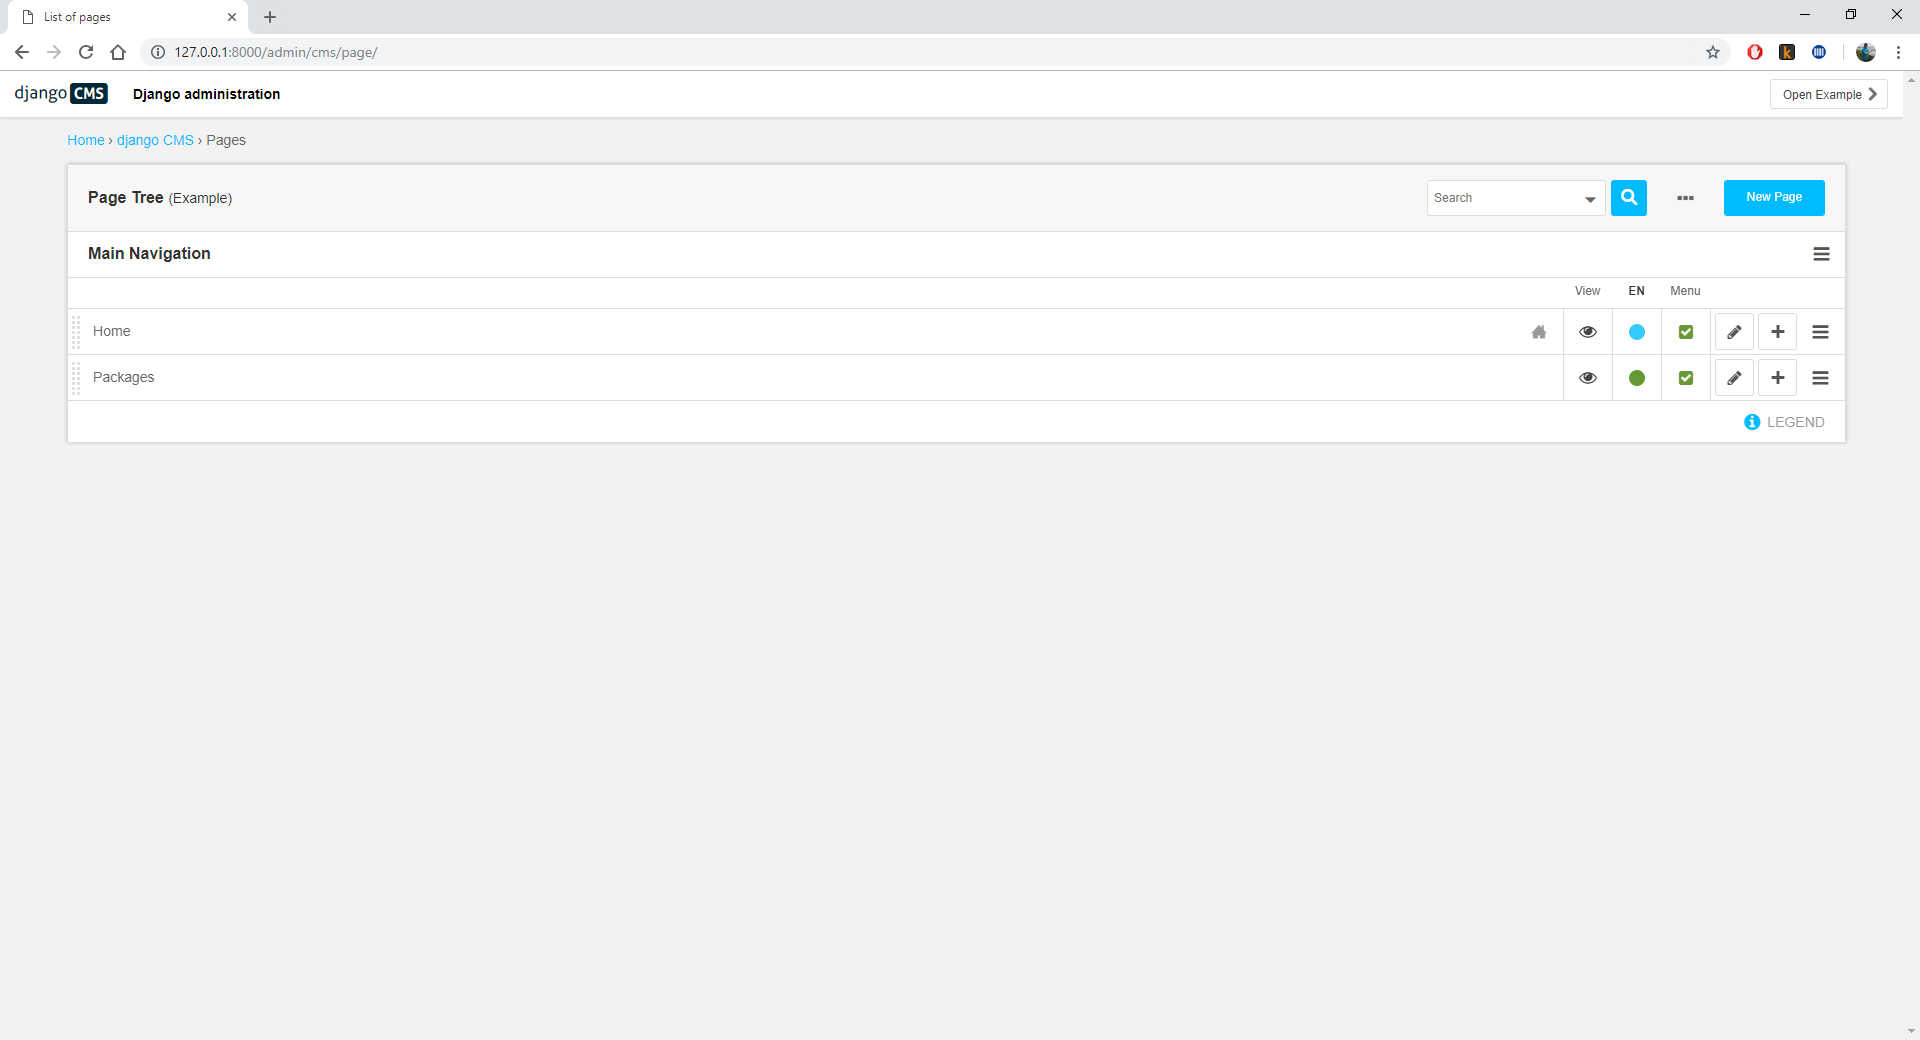 List of pages
127.0.0.1:8000/admin/cms/page/
django CMS Django administration Open Example
Home › django CMS › Pages
Page Tree (Example) Search New Page
Main Navigation
View EN Menu
Home
Packages
LEGEND